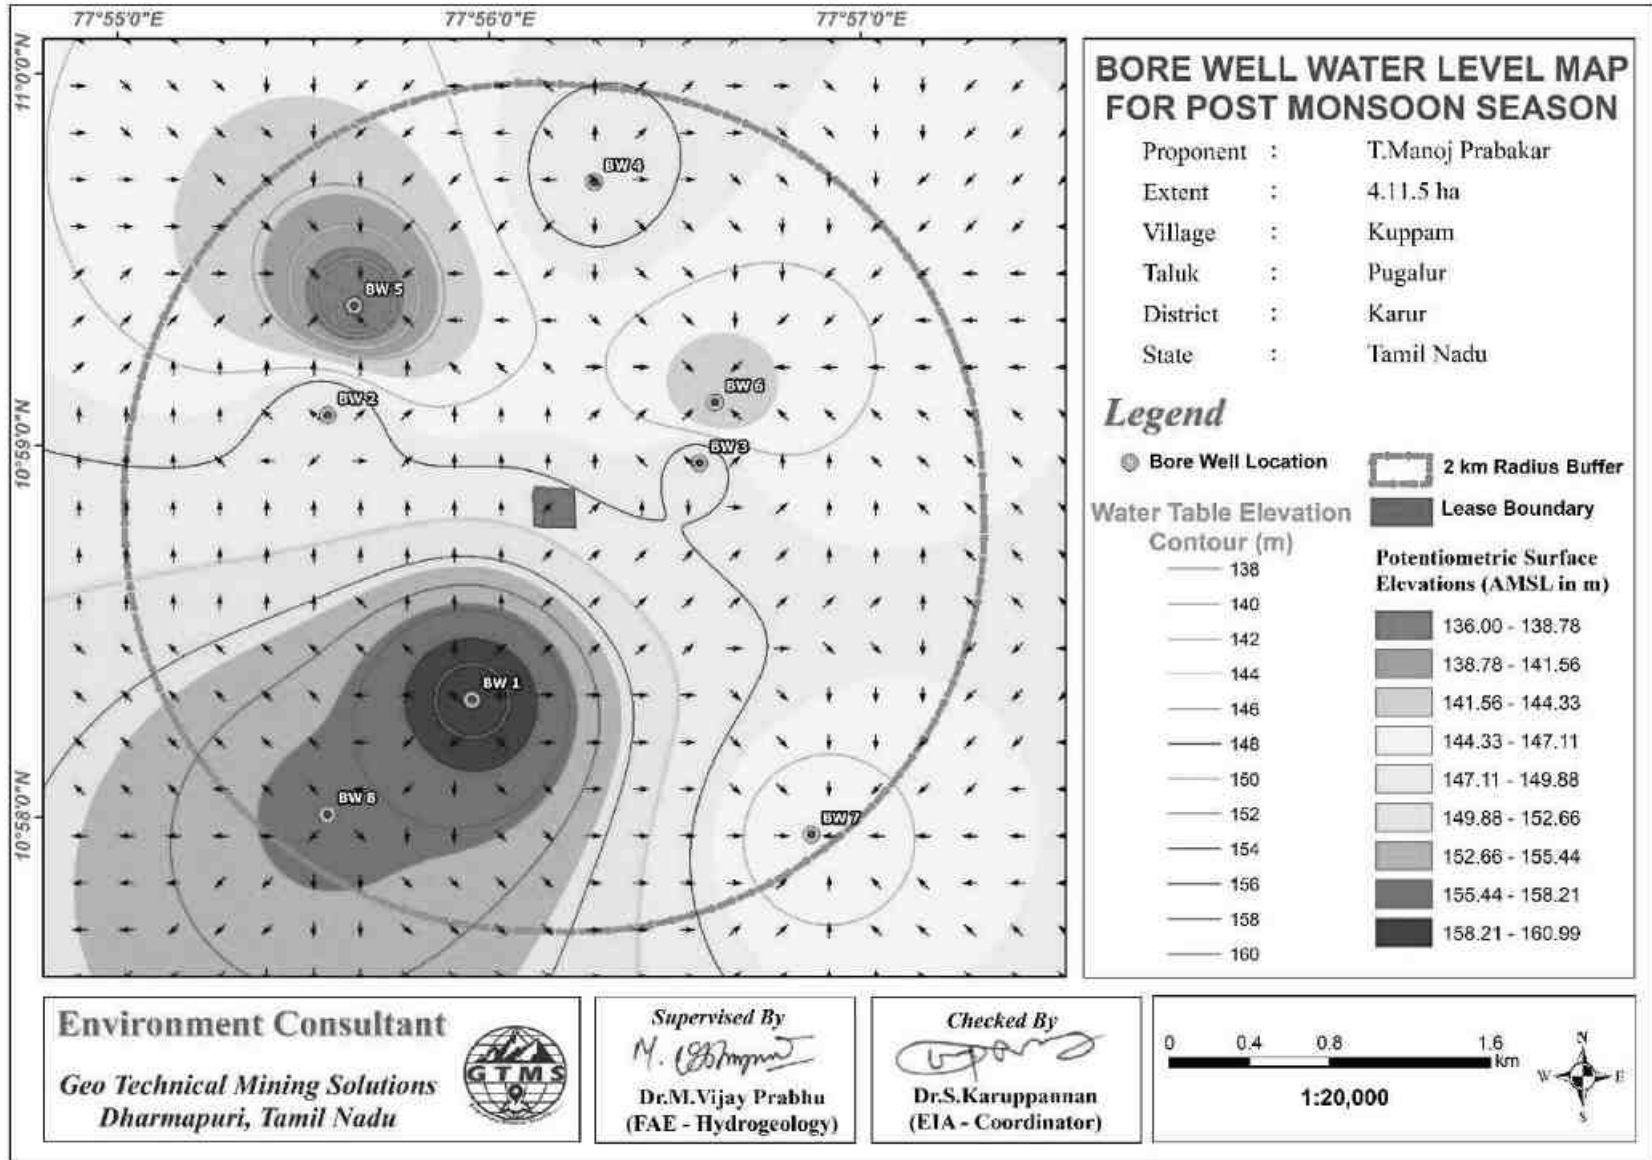 77°55'0"E
77°56'0"E
77°57'0"E
11°0'0"N
10°59'0"N
10°58'0"N
BW 4
BW 5
BW 6
BW 2
BW 3
BW 1
BW 8
BW 7
BORE WELL WATER LEVEL MAP
FOR POST MONSOON SEASON
Proponent : T.Manoj Prabakar
Extent : 4.11.5 ha
Village : Kuppam
Taluk : Pugalur
District : Karur
State : Tamil Nadu
Legend
Bore Well Location
2 km Radius Buffer
Lease Boundary
Water Table Elevation
Contour (m)
138
140
142
144
146
148
150
152
154
156
158
160
Potentiometric Surface
Elevations (AMSL in m)
136.00 - 138.78
138.78 - 141.56
141.56 - 144.33
144.33 - 147.11
147.11 - 149.88
149.88 - 152.66
152.66 - 155.44
155.44 - 158.21
158.21 - 160.99
Environment Consultant
Geo Technical Mining Solutions
Dharmapuri, Tamil Nadu
GTMS
Supervised By
Dr.M.Vijay Prabhu
(FAE - Hydrogeology)
Checked By
Dr.S.Karuppannan
(EIA - Coordinator)
0 0.4 0.8 1.6
km
1:20,000
N
W E
S